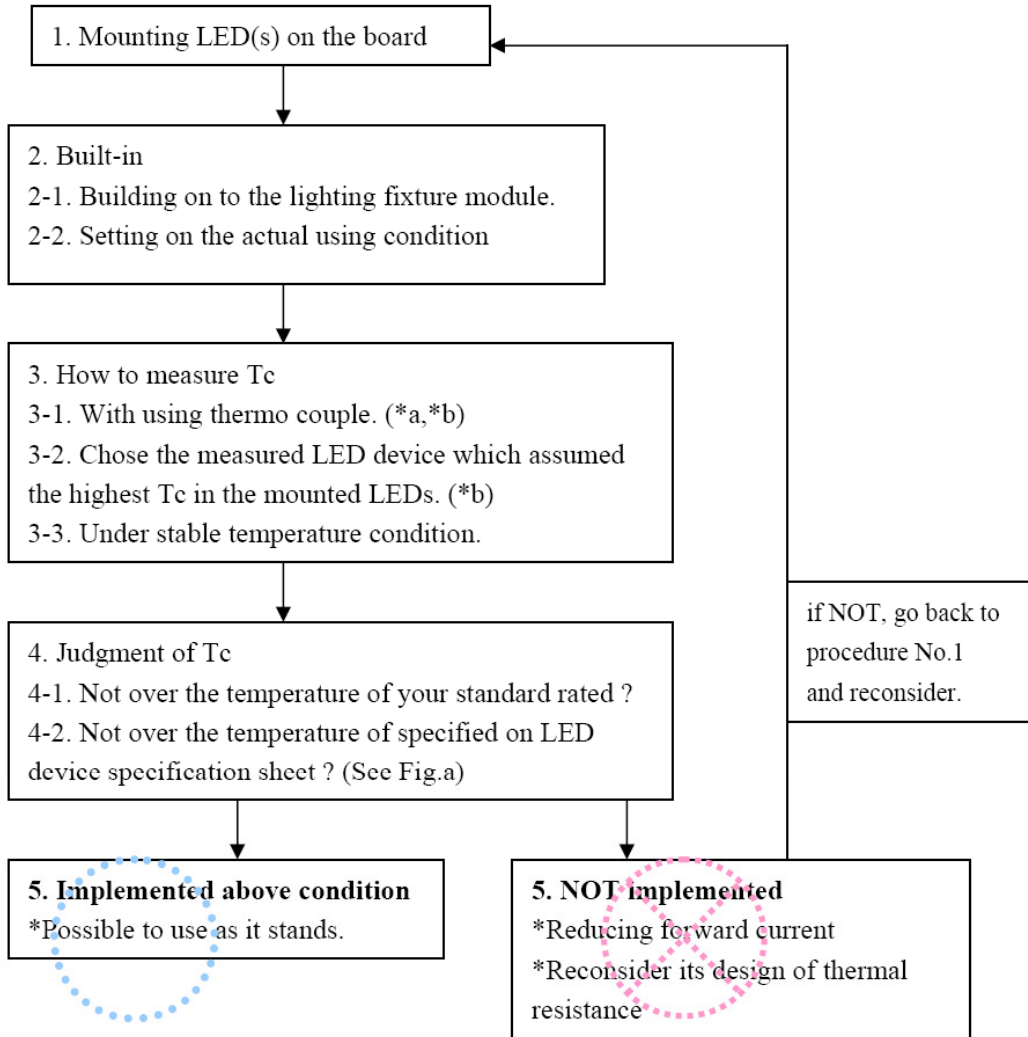 1. Mounting LED(s) on the board
2. Built-in
2-1. Building on to the lighting fixture module.
2-2. Setting on the actual using condition
3. How to measure Tc
3-1. With using thermo couple. (*a,*b)
3-2. Chose the measured LED device which assumed
the highest Tc in the mounted LEDs. (*b)
3-3. Under stable temperature condition.
4. Judgment of Tc
4-1. Not over the temperature of your standard rated ?
4-2. Not over the temperature of specified on LED
device specification sheet ? (See Fig.a)
if NOT, go back to
procedure No.1
and reconsider.
5. Implemented above condition
*Possible to use as it stands.
5. NOT implemented
*Reducing forward current
*Reconsider its design of thermal
resistance